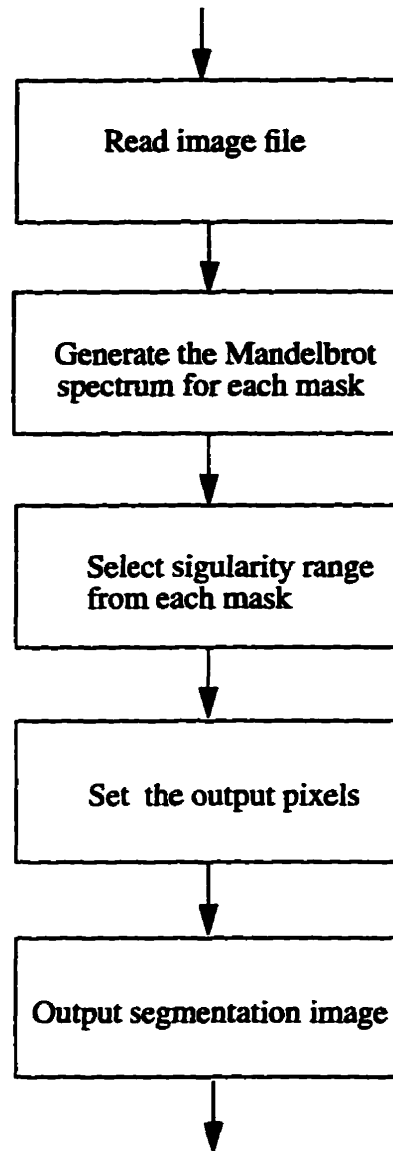 Read image file
Generate the Mandelbrot
spectrum for each mask
Select sigularity range
from each mask
Set the output pixels
Output segmentation image